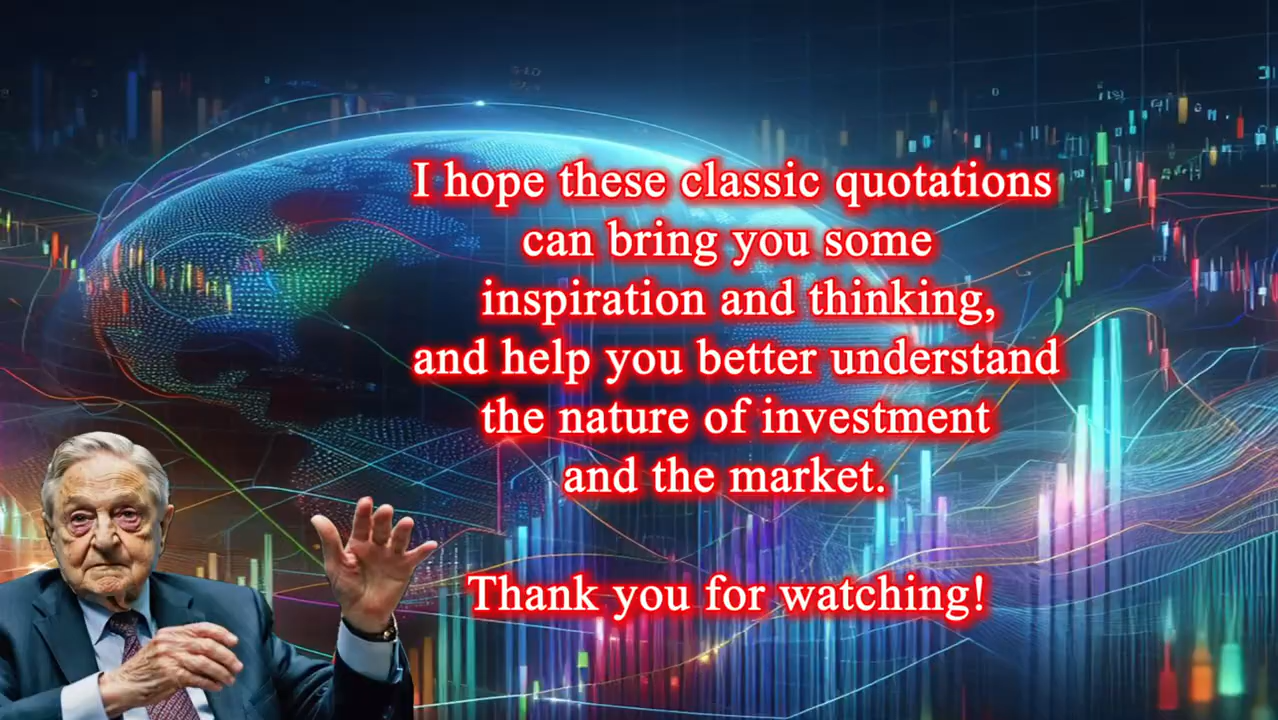 I hope these classic quotations
can bring you some
inspiration and thinking,
and help you better understand
the nature of investment
and the market.
Thank you for watching!